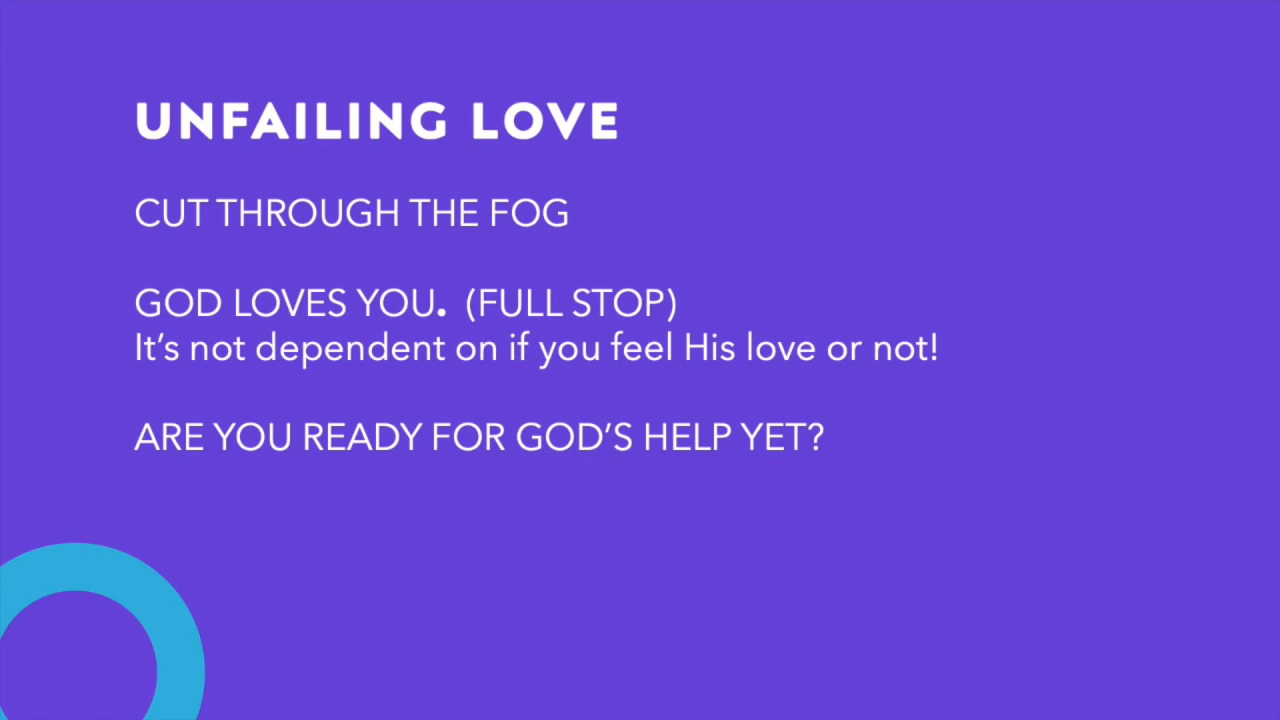 UNFAILING LOVE
CUT THROUGH THE FOG
GOD LOVES YOU. (FULL STOP)
It’s not dependent on if you feel His love or not!
ARE YOU READY FOR GOD’S HELP YET?